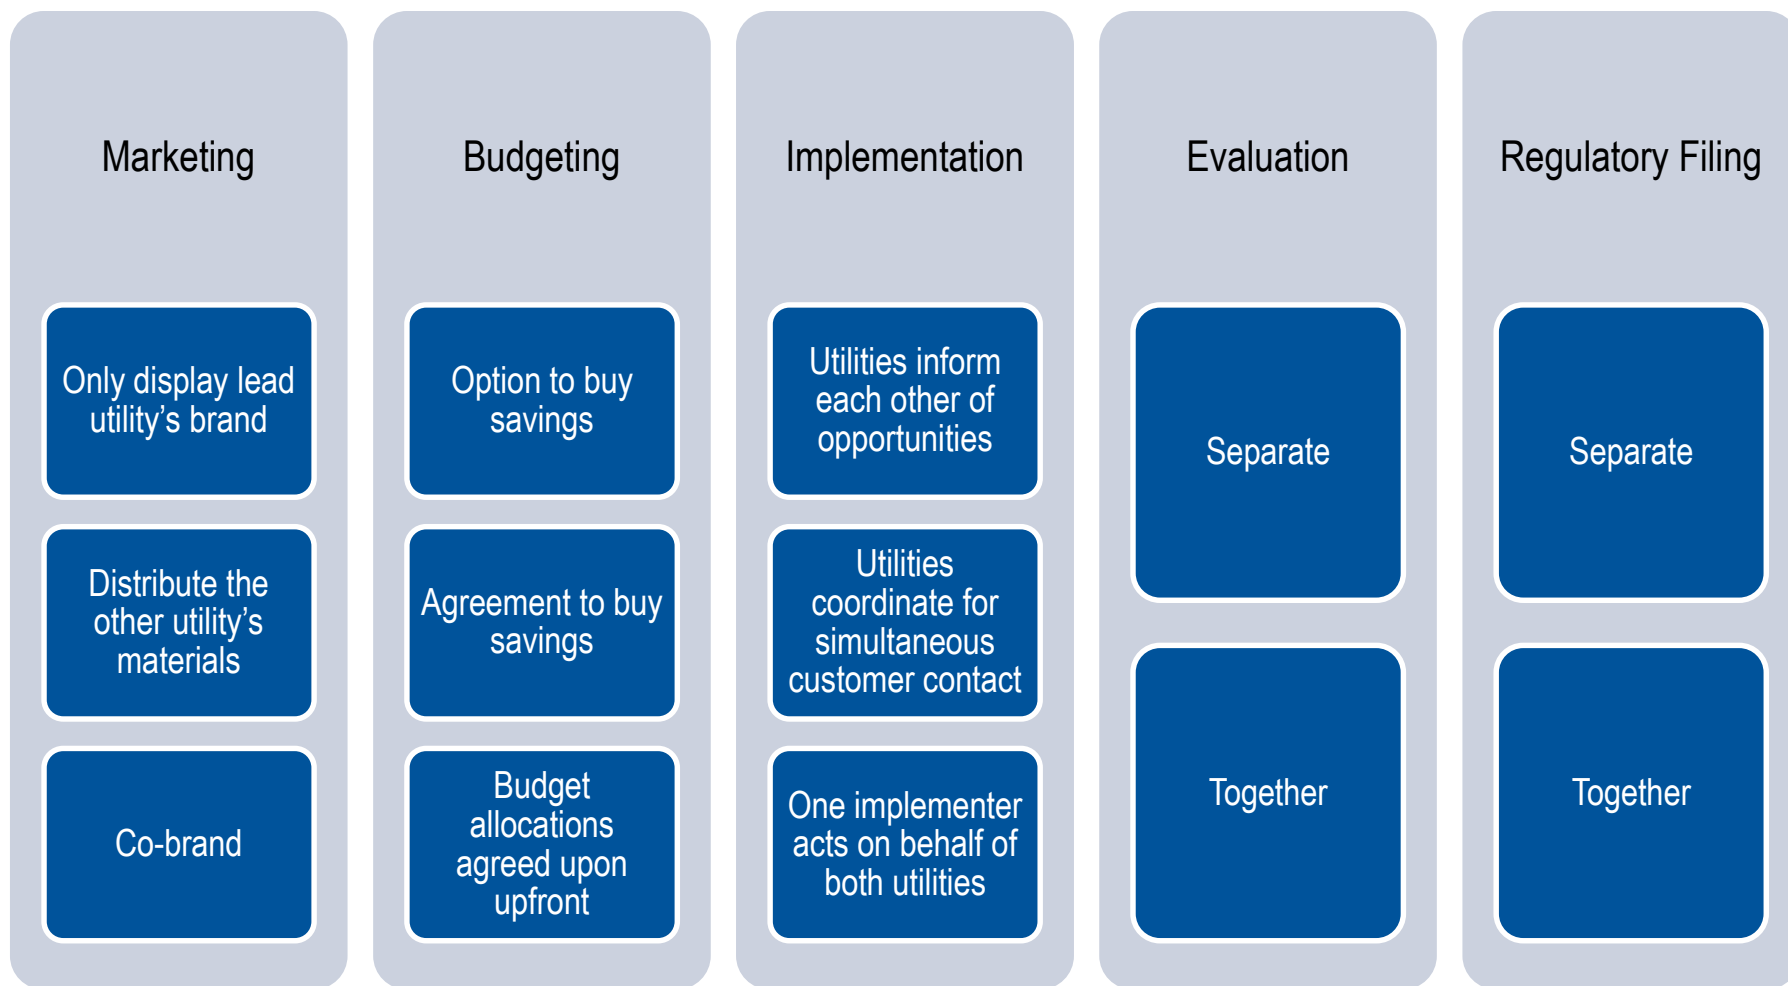 Marketing
Only display lead
utility’s brand
Distribute the
other utility’s
materials
Co-brand
Budgeting
Option to buy
savings
Agreement to buy
savings
Budget
allocations
agreed upon
upfront
Implementation
Utilities inform
each other of
opportunities
Utilities
coordinate for
simultaneous
customer contact
One implementer
acts on behalf of
both utilities
Evaluation
Separate
Together
Regulatory Filing
Separate
Together